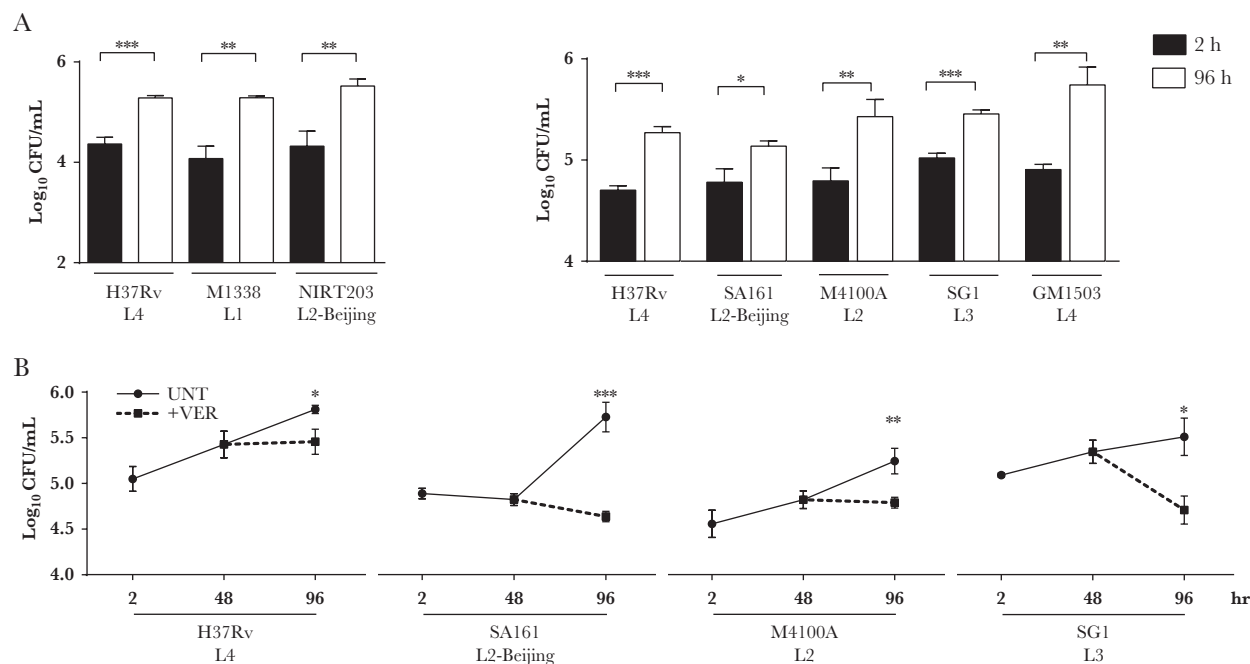 A
*** ** **
Log10 CFU/mL
6
4
2
H37Rv M1338 NIRT203
L4 L1 L2-Beijing
*** * ** *** **
2 h
96 h
Log10 CFU/mL
6
5
4
H37Rv SA161 M4100A SG1 GM1503
L4 L2-Beijing L2 L3 L4
B
UNT
+VER
* *** ** *
Log10 CFU/mL
6.0
5.5
5.0
4.5
4.0
2 48 96 2 48 96 2 48 96 2 48 96 hr
H37Rv SA161 M4100A SG1
L4 L2-Beijing L2 L3